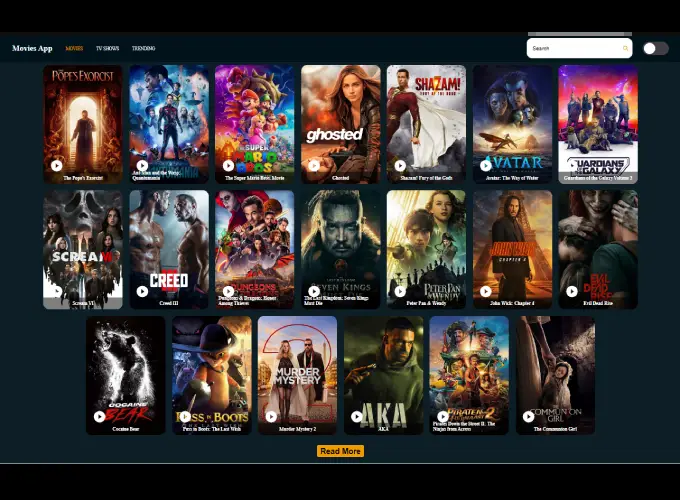 Movies App MOVIES TV SHOWS TRENDING Search
THE
POPE'S EXORCIST
The Pope's Exorcist
Ant-Man and the Wasp:
Quantumania
SUPER
MARIO
The Super Mario Bros. Movie
ghosted
Ghosted
SHAZAM!
FURY OF THE GODS
Shazam! Fury of the Gods
AVATAR
Avatar: The Way of Water
GUARDIANS
OF THE
GALAXY
Guardians of the Galaxy Volume 3
SCREAM
Scream VI
CREED
Creed III
DUNGEONS
Dungeons & Dragons: Honor
Among Thieves
SEVEN KINGS
The Last Kingdom: Seven Kings
Must Die
PETER PAN
& WENDY
Peter Pan & Wendy
JOHN WICK
CHAPTER 4
John Wick: Chapter 4
EVIL
DEAD
RISE
Evil Dead Rise
COCAINE
BEAR
Cocaine Bear
PUSS IN BOOTS
Puss in Boots: The Last Wish
MURDER
MYSTERY
Murder Mystery 2
AKA
AKA
PIRATEN
2
Pirates Down the Street II: The
Ninjas from Across
COMMUNION
GIRL
The Communion Girl
Read More